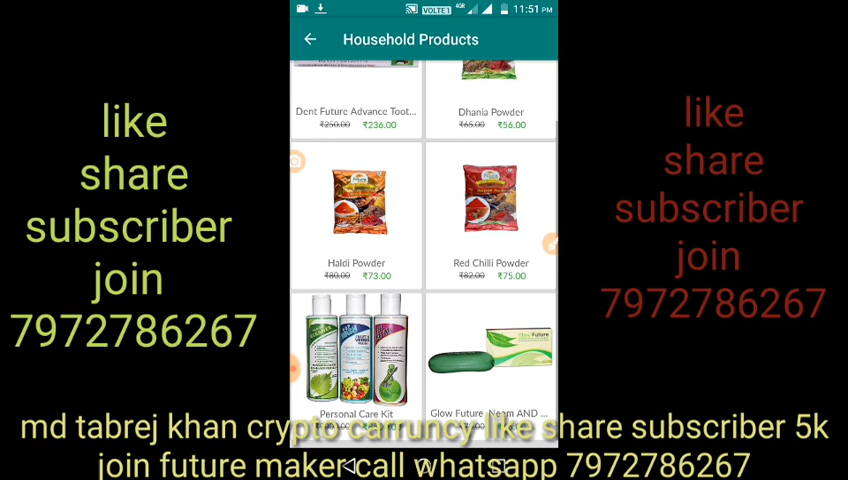 VOLTE 1 4GR 11:51 PM
Household Products
Dent Future Advance Toot... Dhania Powder
₹250.00 ₹236.00 ₹65.00 ₹56.00
Haldi Powder Red Chilli Powder
₹80.00 ₹73.00 ₹82.00 ₹75.00
Personal Care Kit Glow Future Neem AND ...
like
share
subscriber
join
7972786267
like
share
subscriber
join
7972786267
md tabrej khan crypto carruncy like share subscriber 5k
join future maker call whatsapp 7972786267